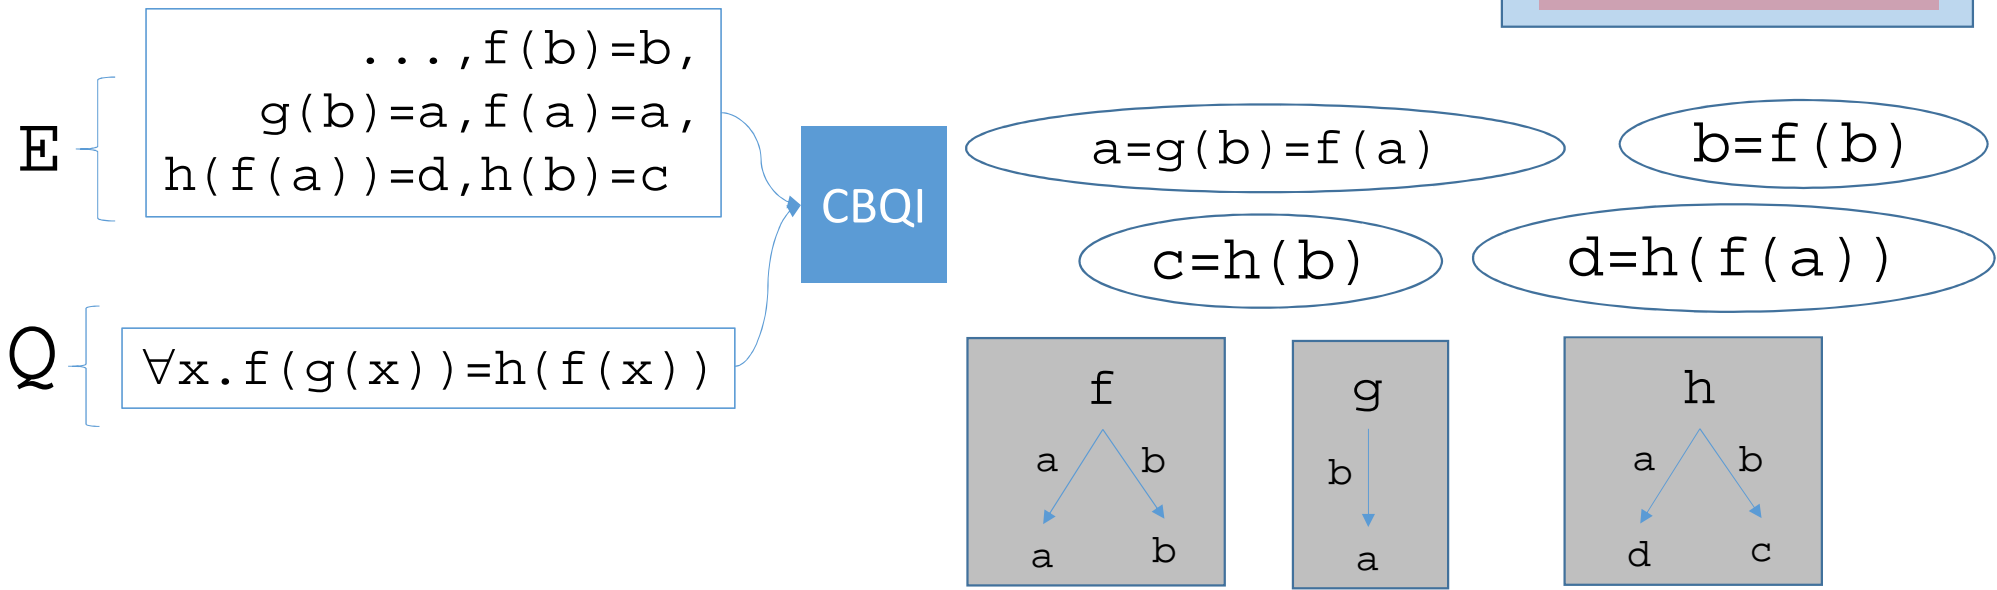 E
...,f(b)=b,
g(b)=a,f(a)=a,
h(f(a))=d,h(b)=c
Q
∀x.f(g(x))=h(f(x))
CBQI
a=g(b)=f(a)
b=f(b)
c=h(b)
d=h(f(a))
f
a b
a b
g
b
a
h
a b
d c